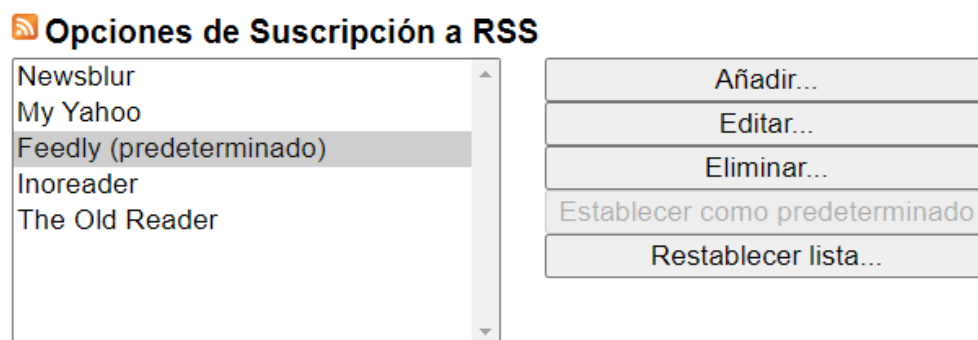 Opciones de Suscripción a RSS
Newsblur
My Yahoo
Feedly (predeterminado)
Inoreader
The Old Reader
Añadir...
Editar...
Eliminar...
Establecer como predeterminado
Restablecer lista...